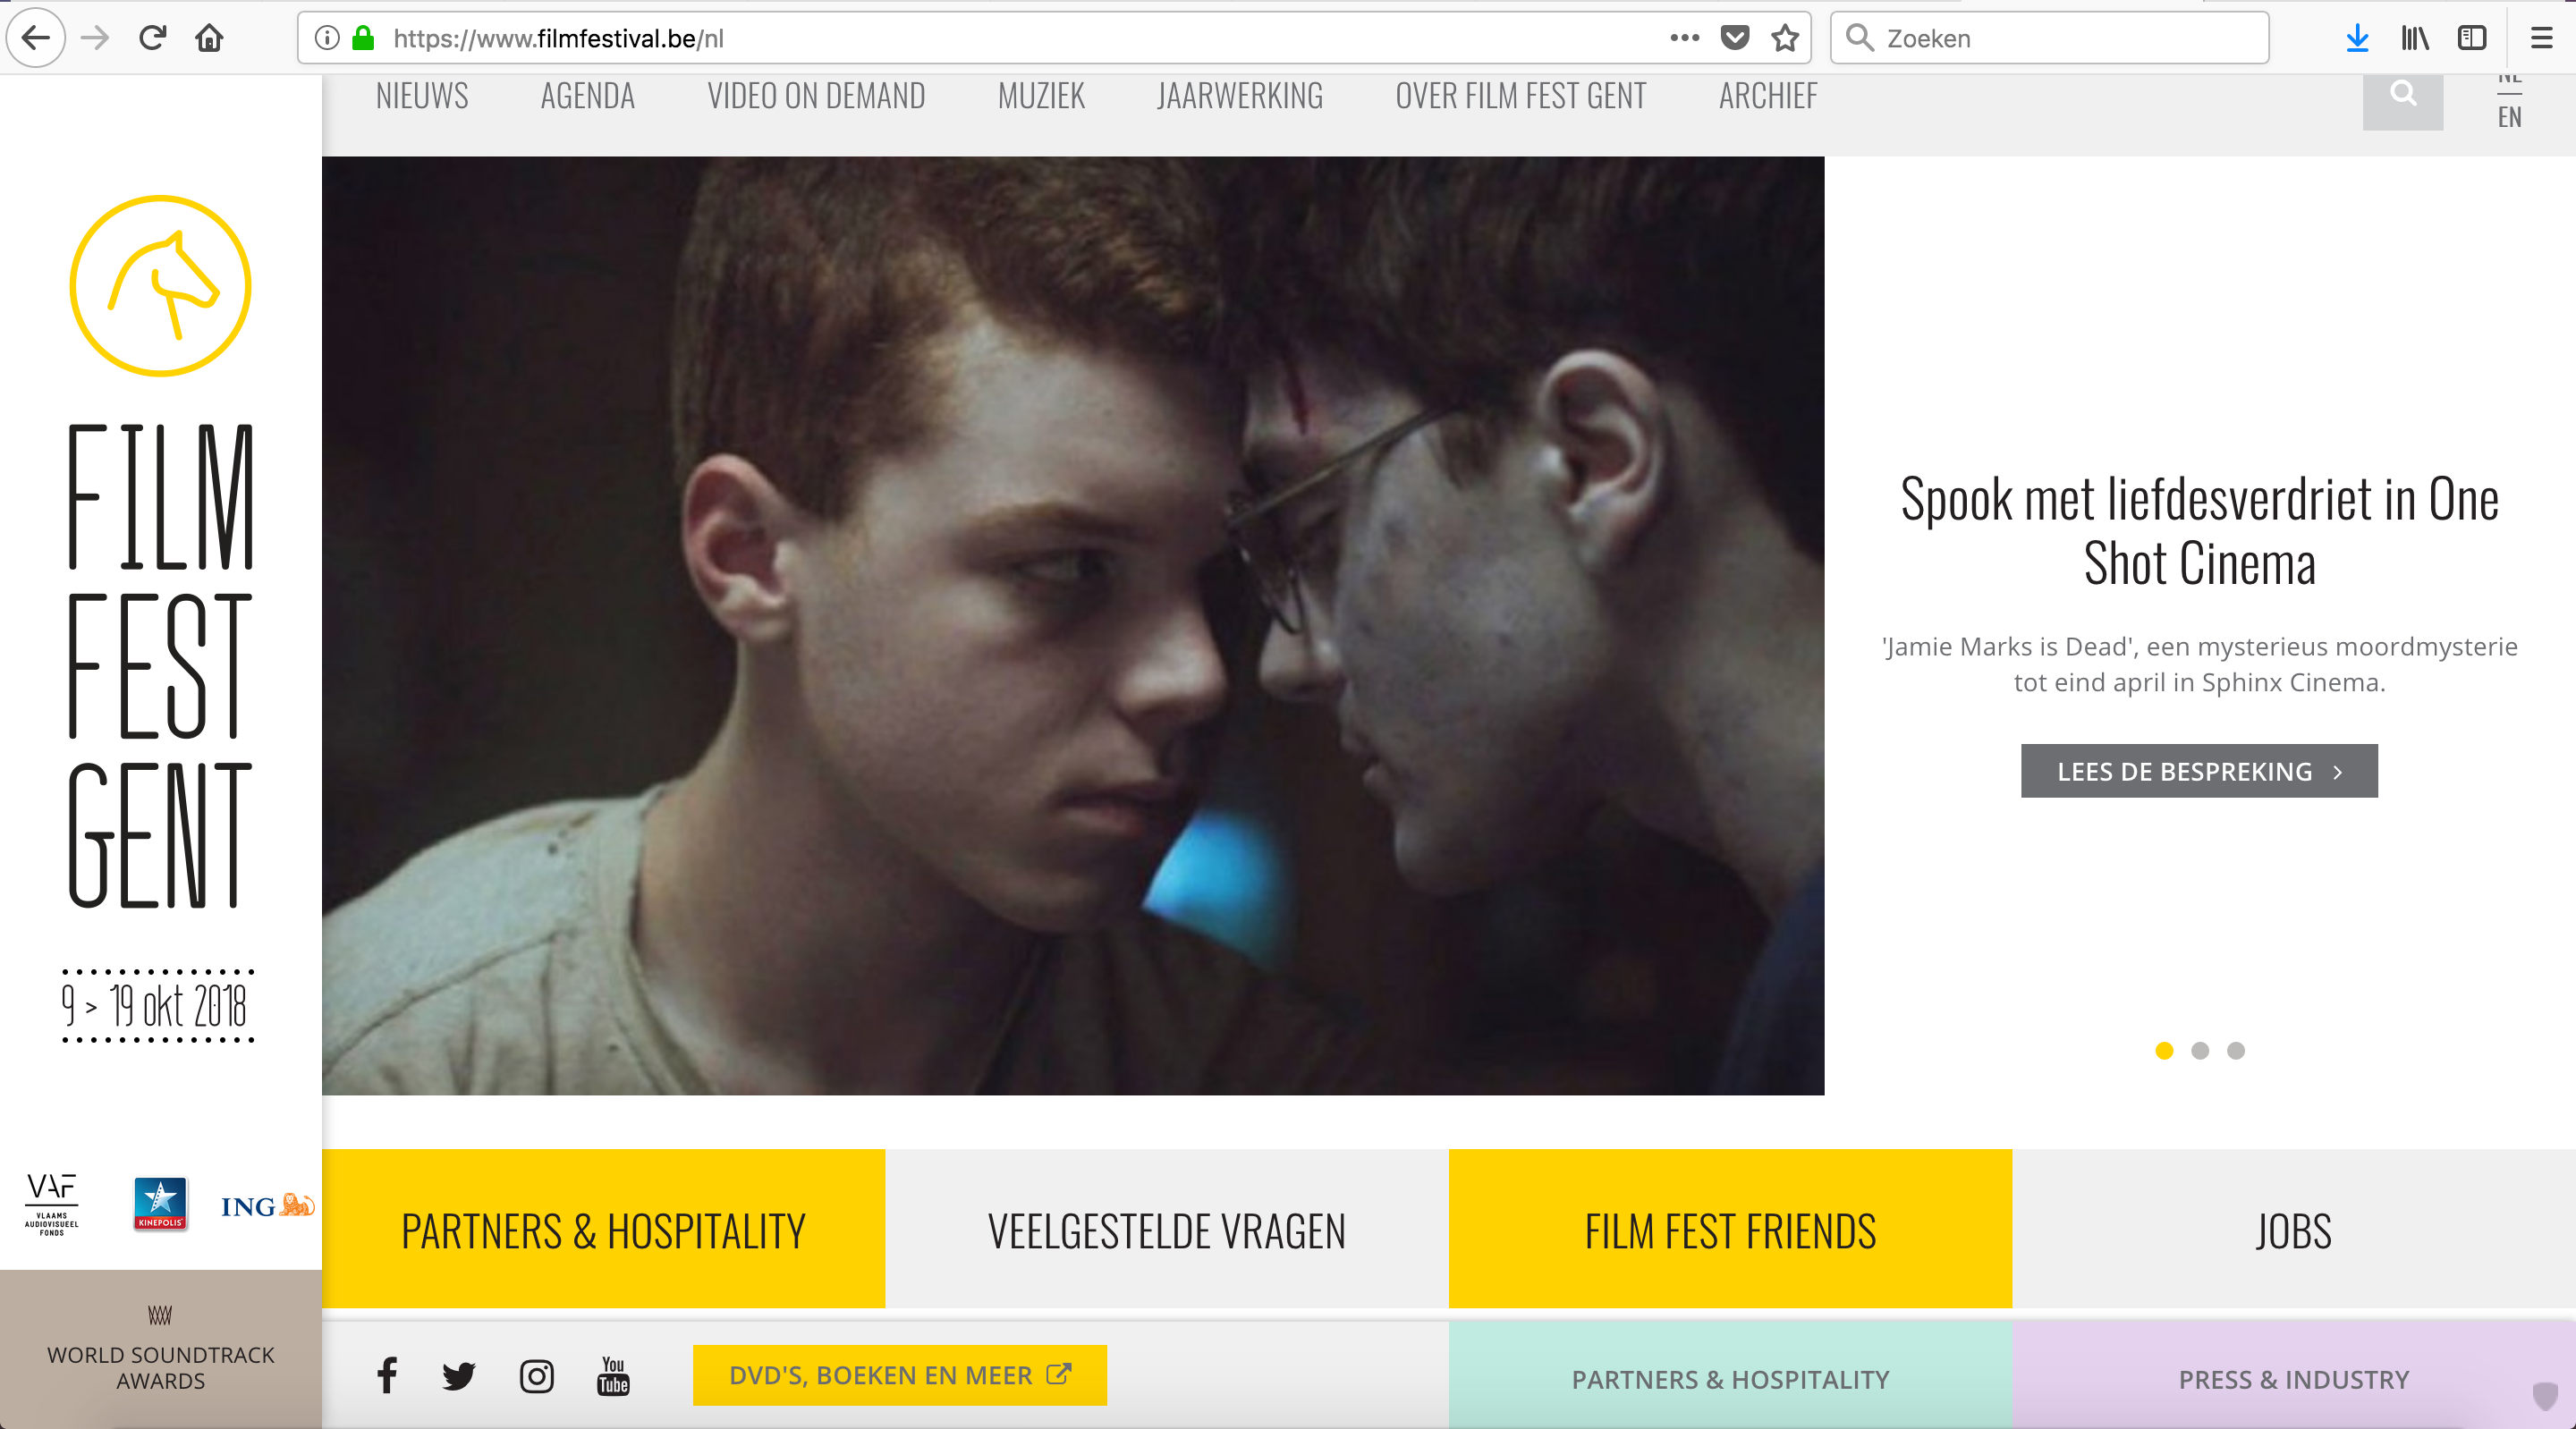 https://www.filmfestival.be/nl
Zoeken
NIEUWS AGENDA VIDEO ON DEMAND MUZIEK JAARWERKING OVER FILM FEST GENT ARCHIEF
NL
EN
FILM
FEST
GENT
9 > 19 okt 2018
Spook met liefdesverdriet in One
Shot Cinema
'Jamie Marks is Dead', een mysterieus moordmysterie
tot eind april in Sphinx Cinema.
LEES DE BESPREKING
VAF
VLAAMS
AUDIOVISUEEL
FONDS
KINEPOLIS
ING
PARTNERS & HOSPITALITY
VEELGESTELDE VRAGEN
FILM FEST FRIENDS
JOBS
WORLD SOUNDTRACK
AWARDS
You
Tube
DVD'S, BOEKEN EN MEER
PARTNERS & HOSPITALITY
PRESS & INDUSTRY